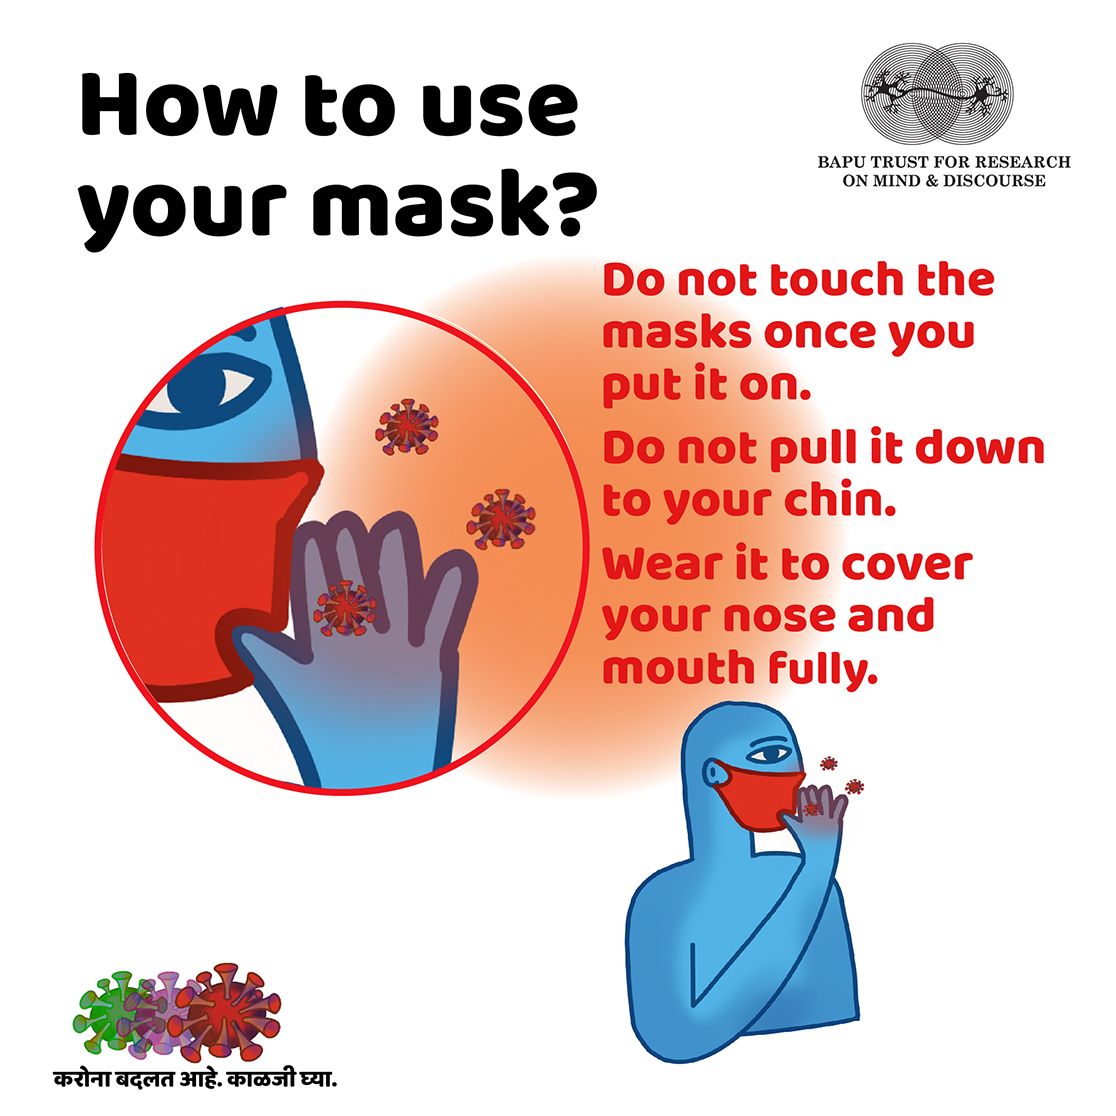 How to use
your mask?
BAPU TRUST FOR RESEARCH
ON MIND & DISCOURSE
Do not touch the
masks once you
put it on.
Do not pull it down
to your chin.
Wear it to cover
your nose and
mouth fully.
करोना बदलत आहे. काळजी घ्या.